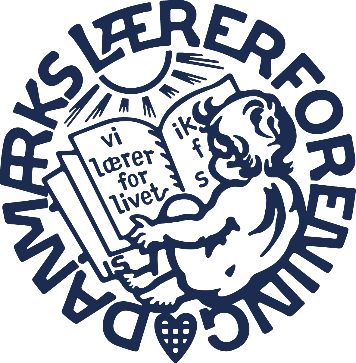 DANMARKS LÆRERFORENING
vi
lærer
for
livet
ik
f
s